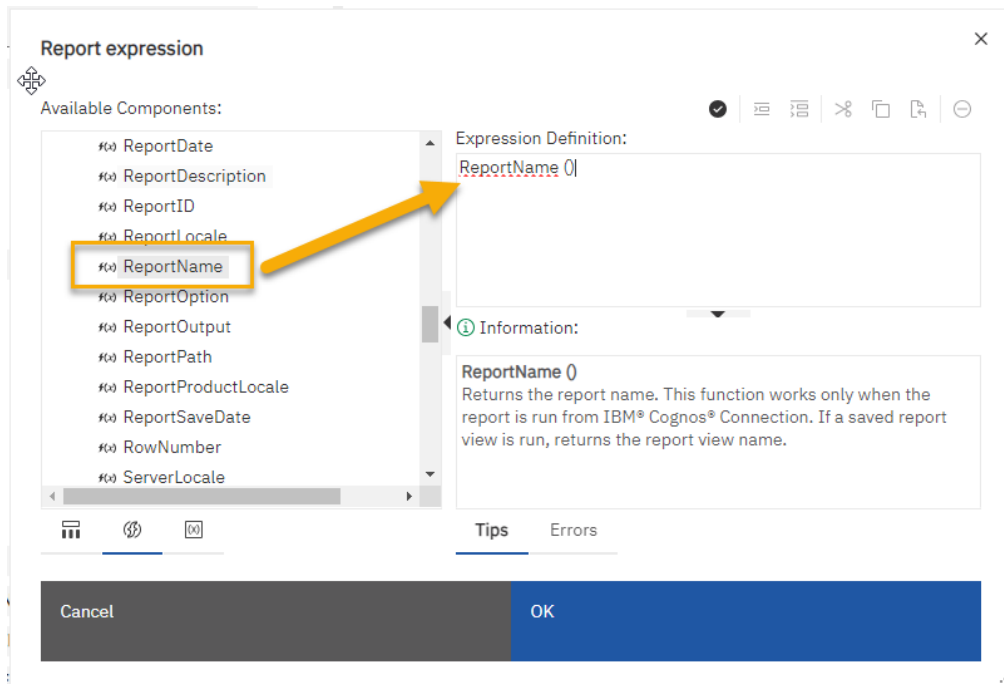 Report expression
Available Components:
f(x) ReportDate
f(x) ReportDescription
f(x) ReportID
f(x) ReportLocale
f(x) ReportName
f(x) ReportOption
f(x) ReportOutput
f(x) ReportPath
f(x) ReportProductLocale
f(x) ReportSaveDate
f(x) RowNumber
f(x) ServerLocale
(x)
Expression Definition:
ReportName ()
Information:
ReportName ()
Returns the report name. This function works only when the
report is run from IBM® Cognos® Connection. If a saved report
view is run, returns the report view name.
Tips Errors
Cancel OK